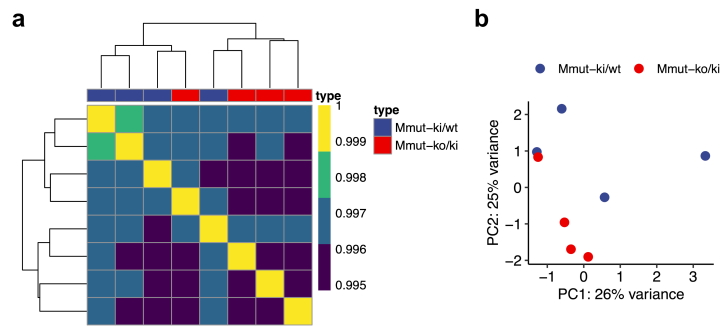 a
type
1
0.999
0.998
0.997
0.996
0.995
type
Mmut−ki/wt
Mmut−ko/ki
b
Mmut−ki/wt
Mmut−ko/ki
PC2: 25% variance
2
1
0
−1
−2
−1 0 1 2 3
PC1: 26% variance